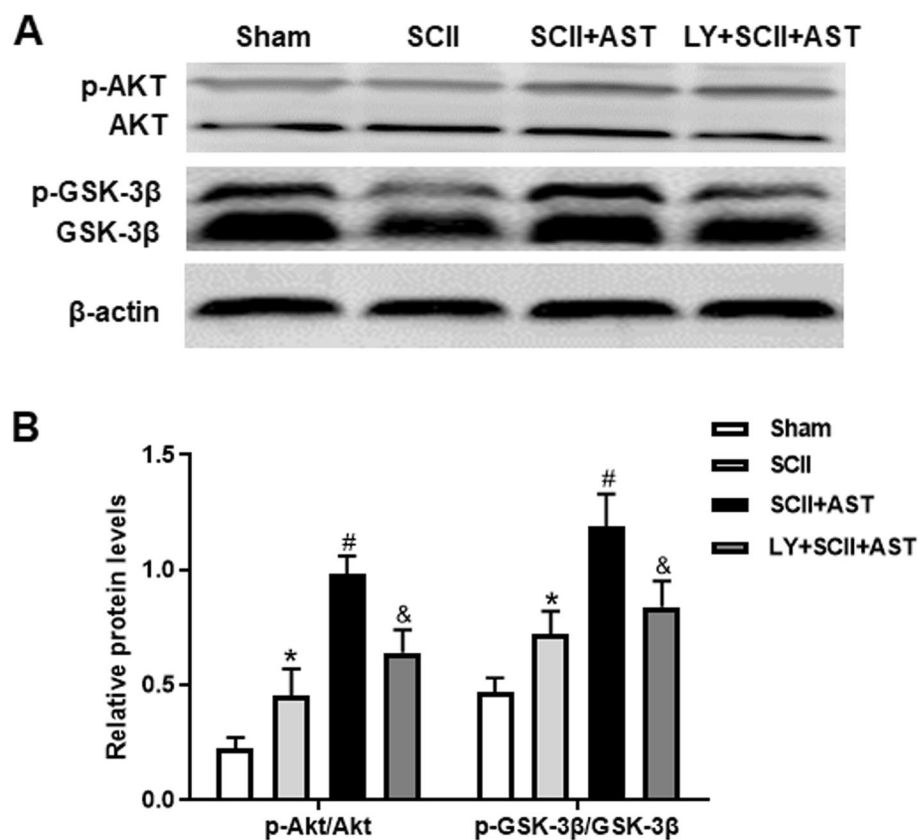 A
Sham SCII SCII+AST LY+SCII+AST
p-AKT
AKT
p-GSK-3β
GSK-3β
β-actin
B
Sham
SCII
SCII+AST
LY+SCII+AST
Relative protein levels
1.5
1.0
0.5
0.0
* # &
* # &
p-Akt/Akt p-GSK-3β/GSK-3β